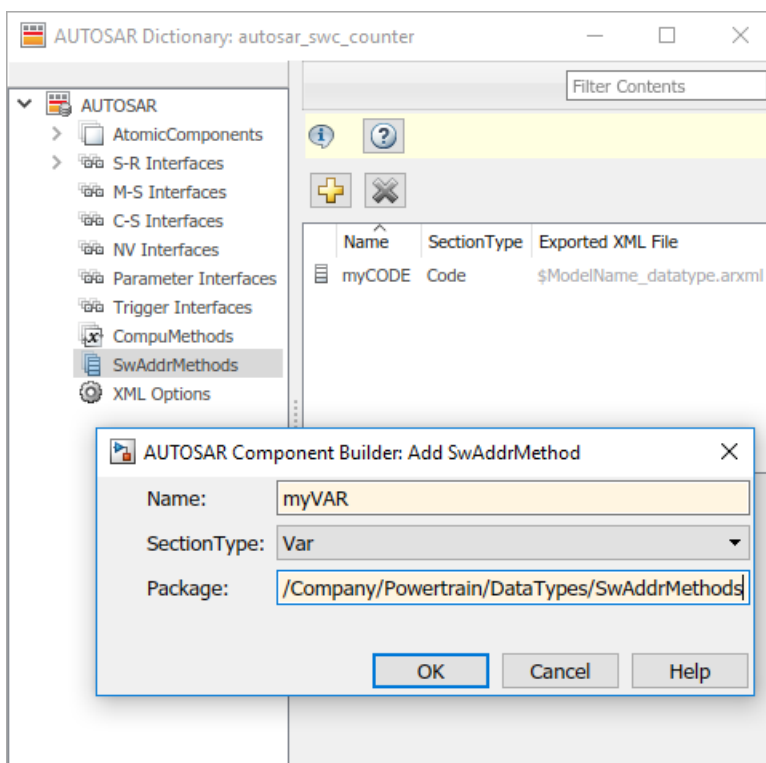 AUTOSAR Dictionary: autosar_swc_counter
Filter Contents
AUTOSAR
AtomicComponents
S-R Interfaces
M-S Interfaces
C-S Interfaces
NV Interfaces
Parameter Interfaces
Trigger Interfaces
CompuMethods
SwAddrMethods
XML Options
Name SectionType Exported XML File
myCODE Code $ModelName_datatype.arxml
AUTOSAR Component Builder: Add SwAddrMethod
Name: myVAR
SectionType: Var
Package: /Company/Powertrain/DataTypes/SwAddrMethods
OK Cancel Help